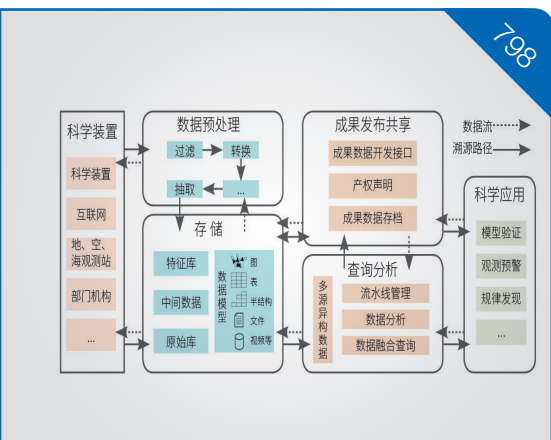 798
数据流
溯源路径
科学装置
科学装置
互联网
地、空、
海观测站
部门机构
...
数据预处理
过滤
转换
抽取
...
存储
特征库
中间数据
原始库
数据模型
图
表
半结构
文件
视频等
成果发布共享
成果数据开发接口
产权声明
成果数据存档
查询分析
多源异构数据
流水线管理
数据分析
数据融合查询
科学应用
模型验证
观测预警
规律发现
...